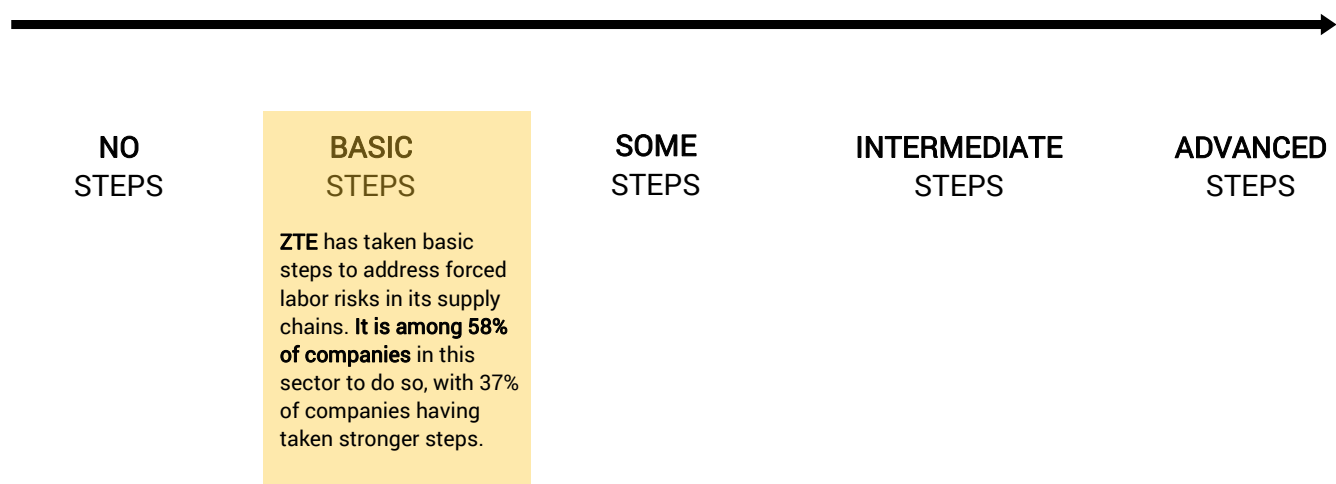 NO
STEPS
BASIC
STEPS
ZTE has taken basic
steps to address forced
labor risks in its supply
chains. It is among 58%
of companies in this
sector to do so, with 37%
of companies having
taken stronger steps.
SOME
STEPS
INTERMEDIATE
STEPS
ADVANCED
STEPS